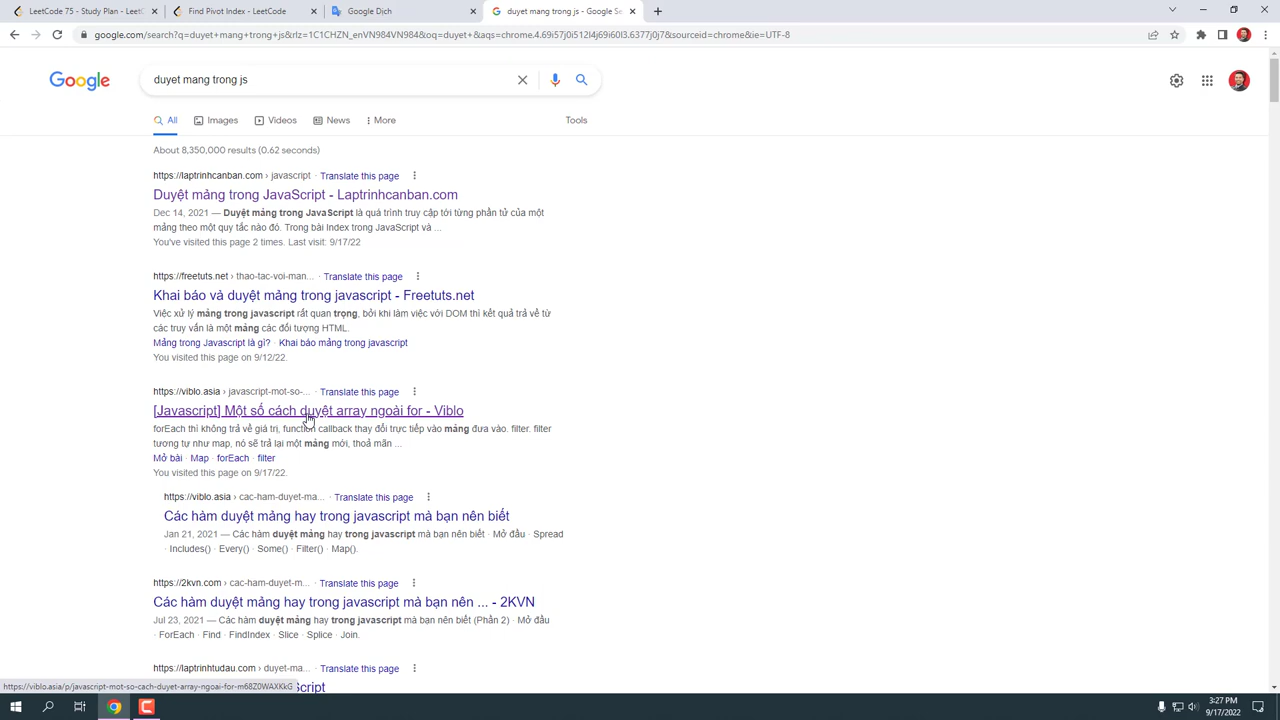 LeetCode 75 - Study Plan - LeetC
Find Pivot Index - LeetCode
Google Dịch
duyet mang trong js - Google Se
google.com/search?q=duyet+mang+trong+js&rlz=1C1CHZN_enVN984VN984&oq=duyet+&aqs=chrome.4.69i57j0i512l4j69i60l3.6377j0j7&sourceid=chrome&ie=UTF-8
Google
duyet mang trong js
All
Images
Videos
News
More
Tools
About 8,350,000 results (0.62 seconds)
https://laptrinhcanban.com › javascript · Translate this page
Duyệt mảng trong JavaScript - Laptrinhcanban.com
Dec 14, 2021 — Duyệt mảng trong JavaScript là quá trình truy cập tới từng phần tử của một
mảng theo một quy tắc nào đó. Trong bài Index trong JavaScript và ...
You've visited this page 2 times. Last visit: 9/17/22
https://freetuts.net › thao-tac-voi-man... · Translate this page
Khai báo và duyệt mảng trong javascript - Freetuts.net
Việc xử lý mảng trong javascript rất quan trọng, bởi khi làm việc với DOM thì kết quả trả về từ
các truy vấn là một mảng các đối tượng HTML.
Mảng trong Javascript là gì? · Khai báo mảng trong javascript
You visited this page on 9/12/22.
https://viblo.asia › javascript-mot-so-... · Translate this page
[Javascript] Một số cách duyệt array ngoài for - Viblo
forEach thì không trả về giá trị, function callback thay đổi trực tiếp vào mảng đưa vào. filter. filter
tương tự như map, nó sẽ trả lại một mảng mới, thoả mãn ...
Mở bài · Map · forEach · filter
You visited this page on 9/17/22.
https://viblo.asia › cac-ham-duyet-ma... · Translate this page
Các hàm duyệt mảng hay trong javascript mà bạn nên biết
Jan 21, 2021 — Các hàm duyệt mảng hay trong javascript mà bạn nên biết · Mở đầu · Spread
· Includes() · Every() · Some() · Filter() · Map().
https://2kvn.com › cac-ham-duyet-m... · Translate this page
Các hàm duyệt mảng hay trong javascript mà bạn nên ... - 2KVN
Jul 23, 2021 — Các hàm duyệt mảng hay trong javascript mà bạn nên biết (Phần 2) · Mở đầu
· ForEach · Find · FindIndex · Slice · Splice · Join.
https://laptrinhtudau.com › duyet-ma... · Translate this page
Script
https://viblo.asia/p/javascript-mot-so-cach-duyet-array-ngoai-for-m68Z0WAXKkG
3:27 PM
9/17/2022